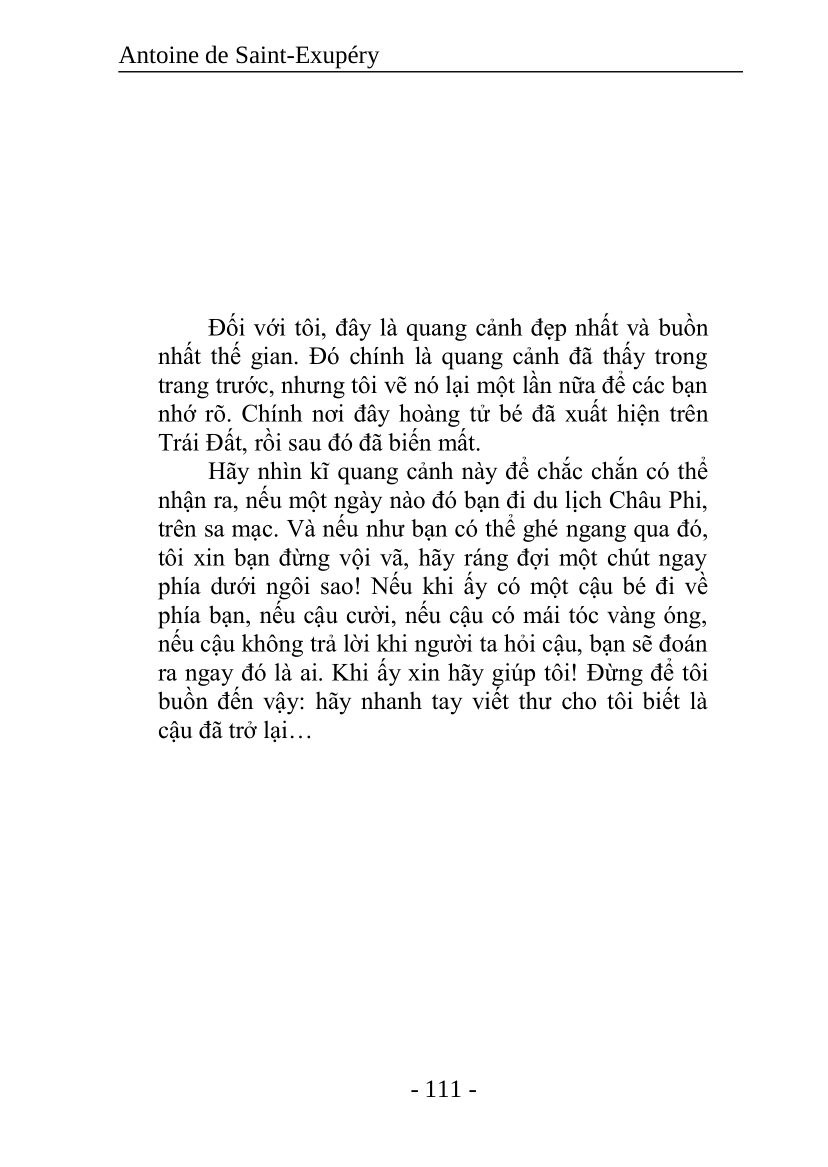 Antoine de Saint-Exupéry
Đối với tôi, đây là quang cảnh đẹp nhất và buồn
nhất thế gian. Đó chính là quang cảnh đã thấy trong
trang trước, nhưng tôi vẽ nó lại một lần nữa để các bạn
nhớ rõ. Chính nơi đây hoàng tử bé đã xuất hiện trên
Trái Đất, rồi sau đó đã biến mất.
Hãy nhìn kĩ quang cảnh này để chắc chắn có thể
nhận ra, nếu một ngày nào đó bạn đi du lịch Châu Phi,
trên sa mạc. Và nếu như bạn có thể ghé ngang qua đó,
tôi xin bạn đừng vội vã, hãy ráng đợi một chút ngay
phía dưới ngôi sao! Nếu khi ấy có một cậu bé đi về
phía bạn, nếu cậu cười, nếu cậu có mái tóc vàng óng,
nếu cậu không trả lời khi người ta hỏi cậu, bạn sẽ đoán
ra ngay đó là ai. Khi ấy xin hãy giúp tôi! Đừng để tôi
buồn đến vậy: hãy nhanh tay viết thư cho tôi biết là
cậu đã trở lại…
- 111 -